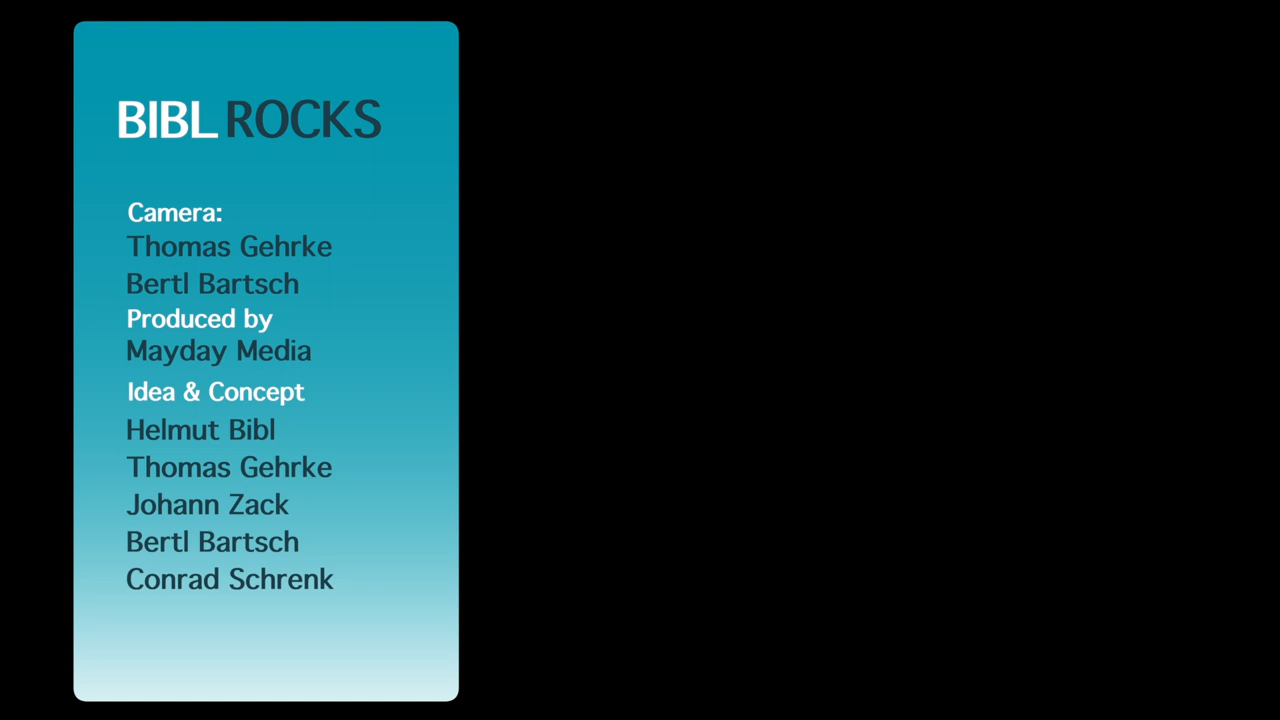 BIBL ROCKS
Camera:
Thomas Gehrke
Bertl Bartsch
Produced by
Mayday Media
Idea & Concept
Helmut Bibl
Thomas Gehrke
Johann Zack
Bertl Bartsch
Conrad Schrenk